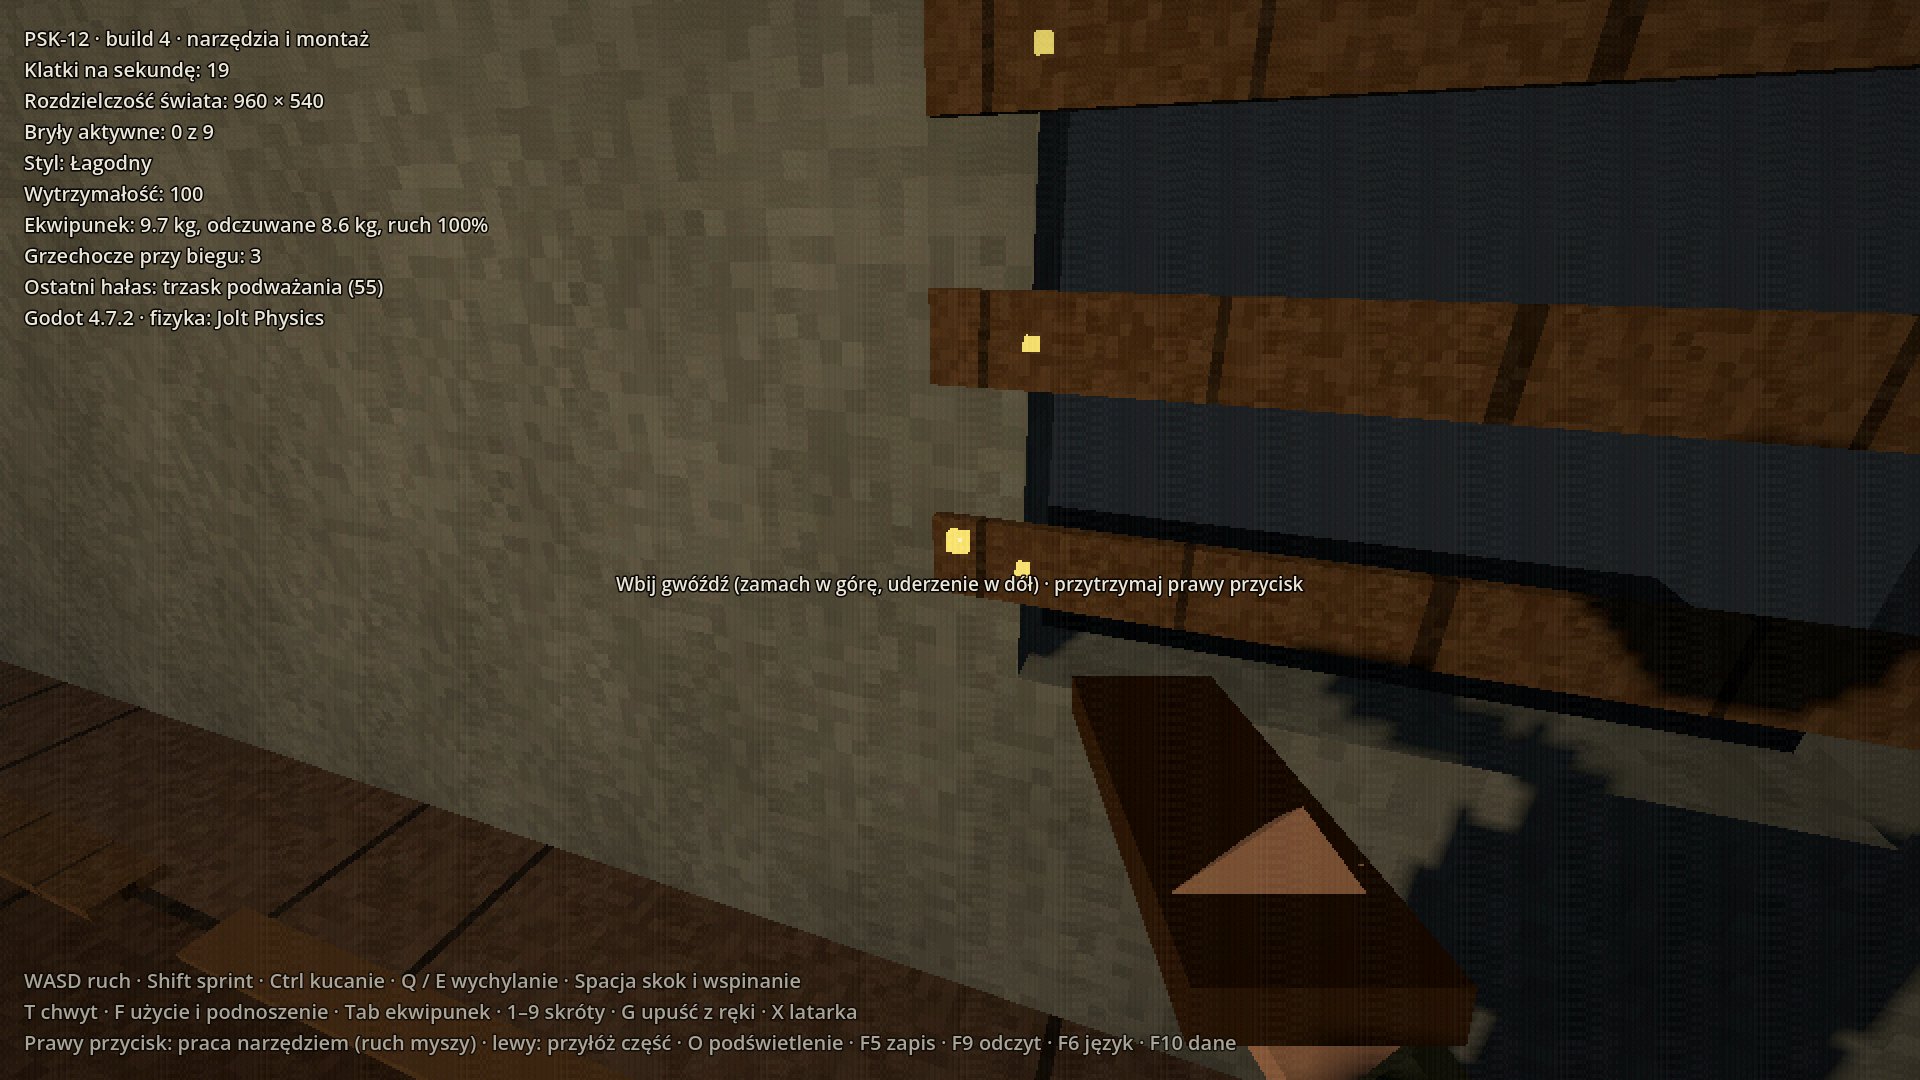 PSK-12 · build 4 · narzędzia i montaż
Klatki na sekundę: 19
Rozdzielczość świata: 960 × 540
Bryły aktywne: 0 z 9
Styl: Łagodny
Wytrzymałość: 100
Ekwipunek: 9.7 kg, odczuwane 8.6 kg, ruch 100%
Grzechocze przy biegu: 3
Ostatni hałas: trzask podważania (55)
Godot 4.7.2 · fizyka: Jolt Physics
Wbij gwóźdź (zamach w górę, uderzenie w dół) · przytrzymaj prawy przycisk
WASD ruch · Shift sprint · Ctrl kucanie · Q / E wychylanie · Spacja skok i wspinanie
T chwyt · F użycie i podnoszenie · Tab ekwipunek · 1–9 skróty · G upuść z ręki · X latarka
Prawy przycisk: praca narzędziem (ruch myszy) · lewy: przyłóż część · O podświetlenie · F5 zapis · F9 odczyt · F6 język · F10 dane